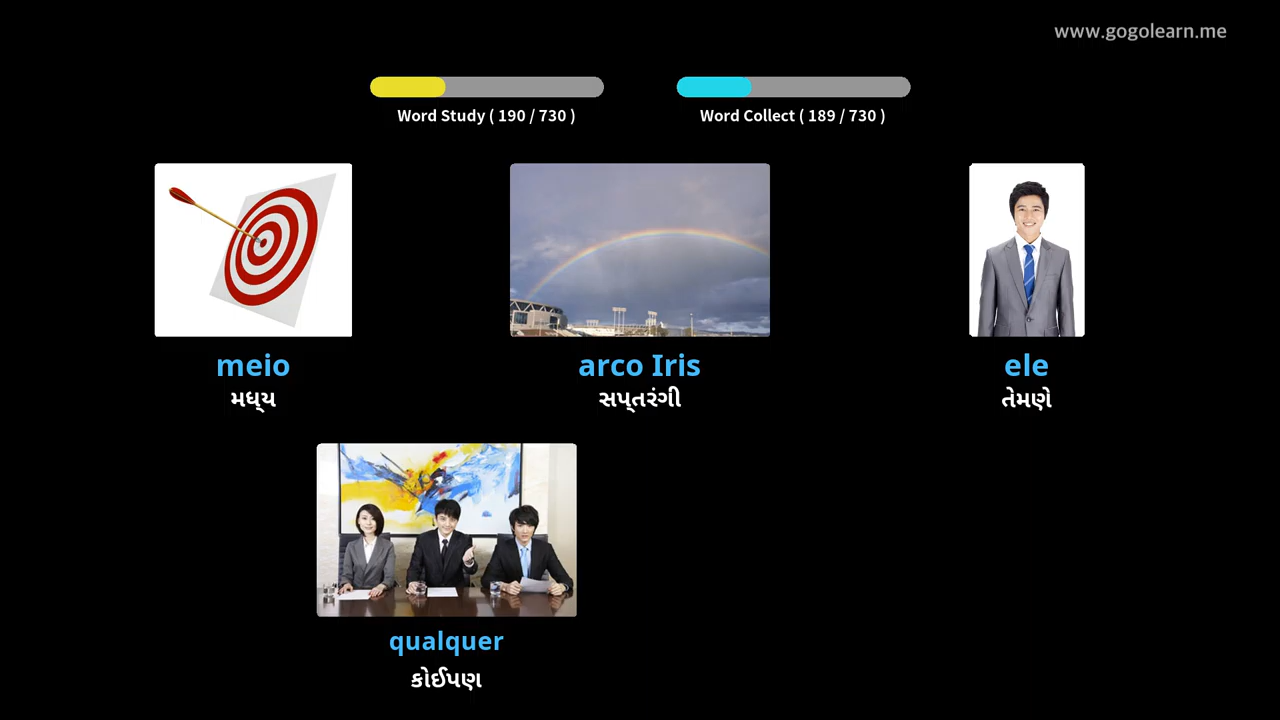 www.gogolearn.me
Word Study ( 190 / 730 )
Word Collect ( 189 / 730 )
meio
મધ્ય
arco Iris
સપ્તરંગી
ele
તેમણે
qualquer
કોઈપણ